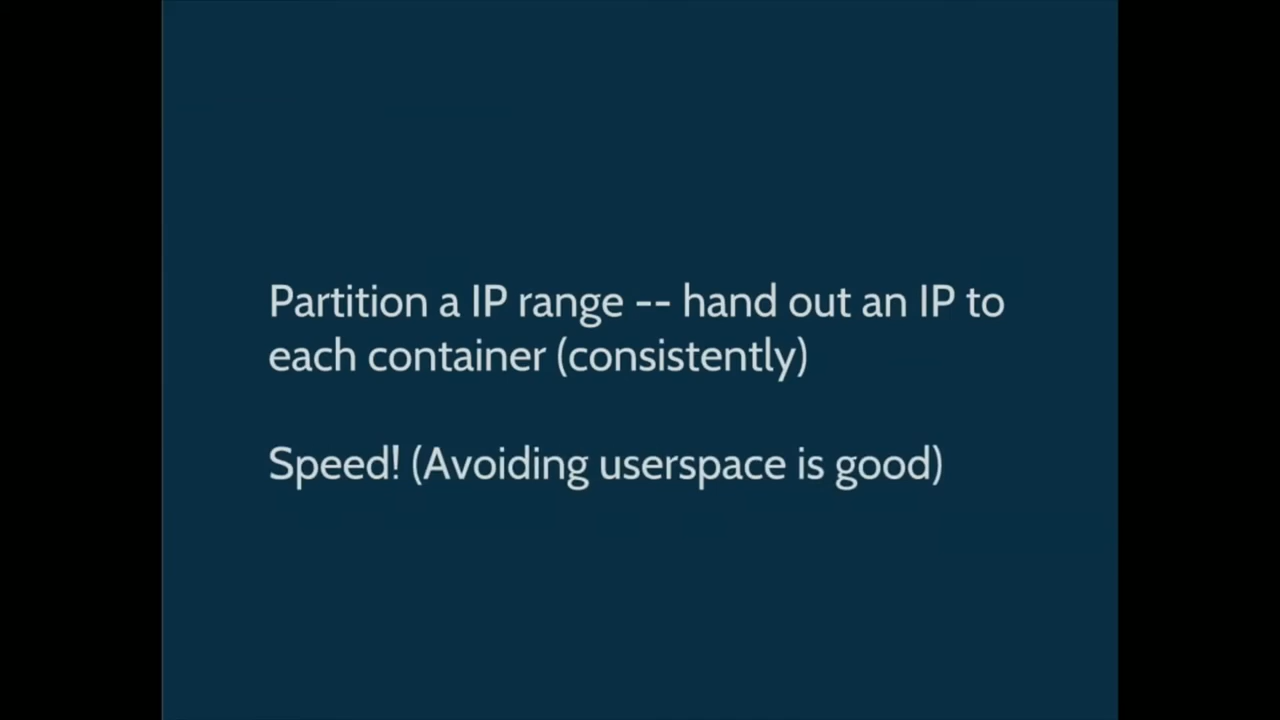 Partition a IP range -- hand out an IP to
each container (consistently)
Speed! (Avoiding userspace is good)